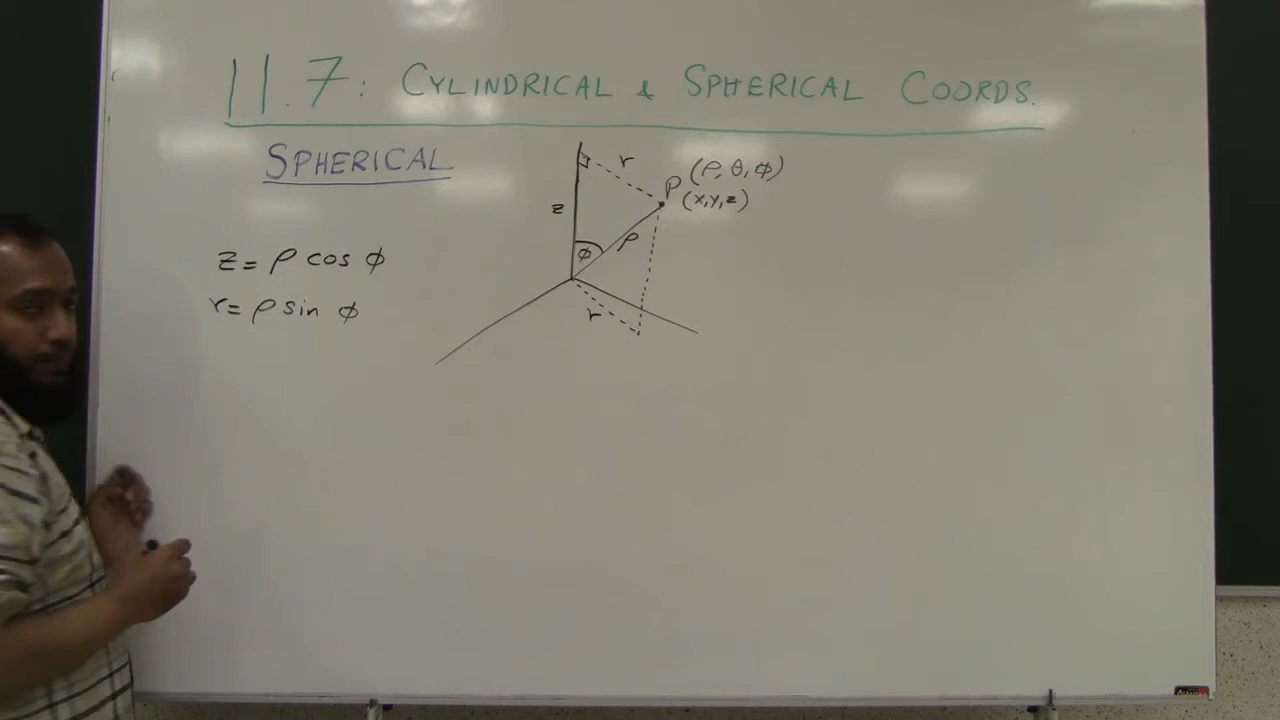 11.7: CYLINDRICAL & SPHERICAL COORDS.
SPHERICAL
r
P (ρ, θ, φ)
(x,y,z)
z
ρ
φ
z = ρ cos φ
r = ρ sin φ
r